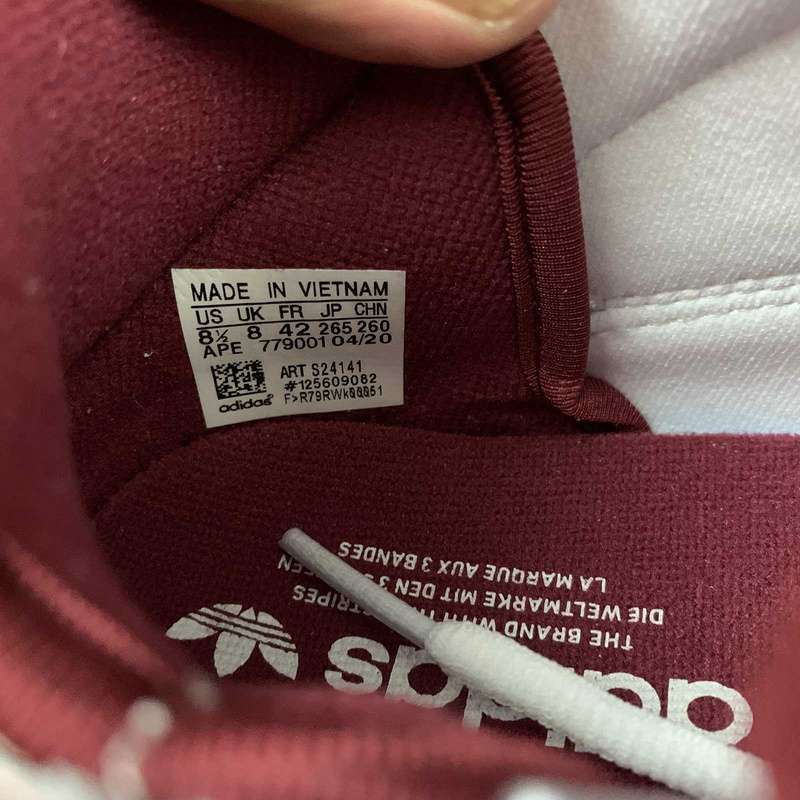 MADE IN VIETNAM
US UK FR JP CHN
8½ 8 42 265 260
APE 779001 04/20
ART S24141
#125609082
F>R79RWk00051
adidas
adidas
THE BRAND WITH THE STRIPES
DIE WELTMARKE MIT DEN 3
LA MARQUE AUX 3 BANDES